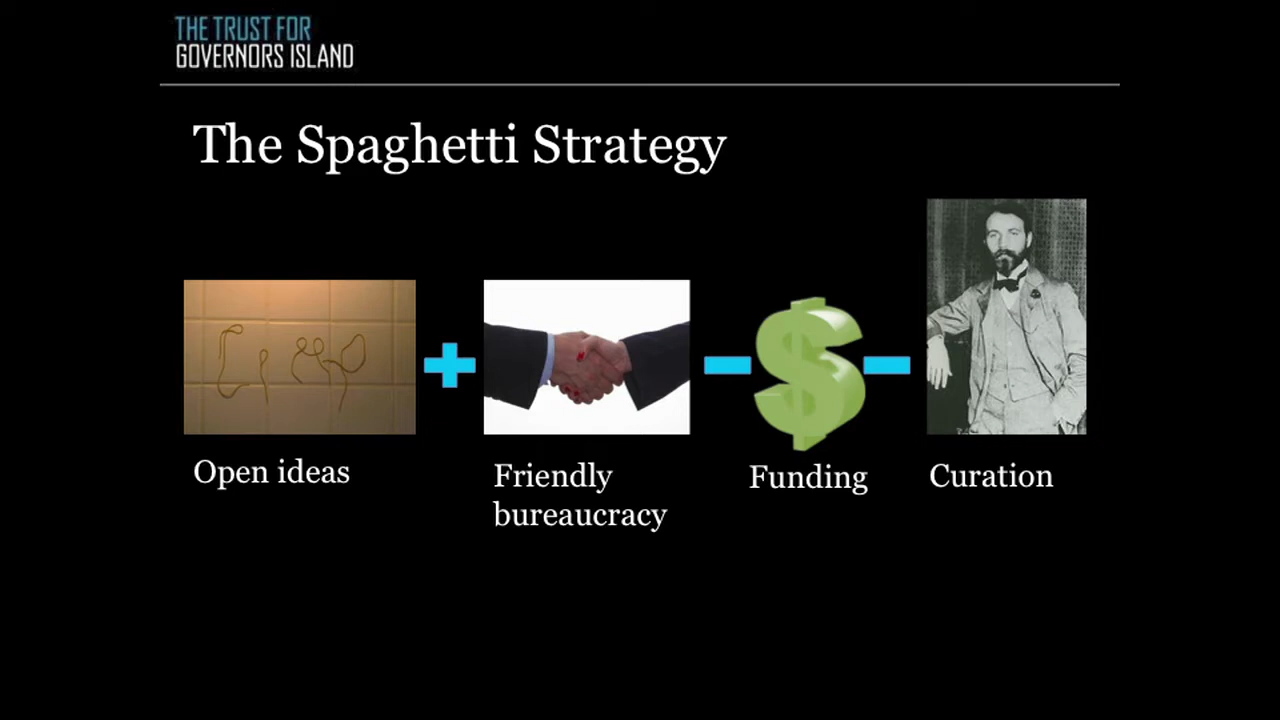 THE TRUST FOR
GOVERNORS ISLAND
The Spaghetti Strategy
Open ideas
Friendly
bureaucracy
Funding
Curation